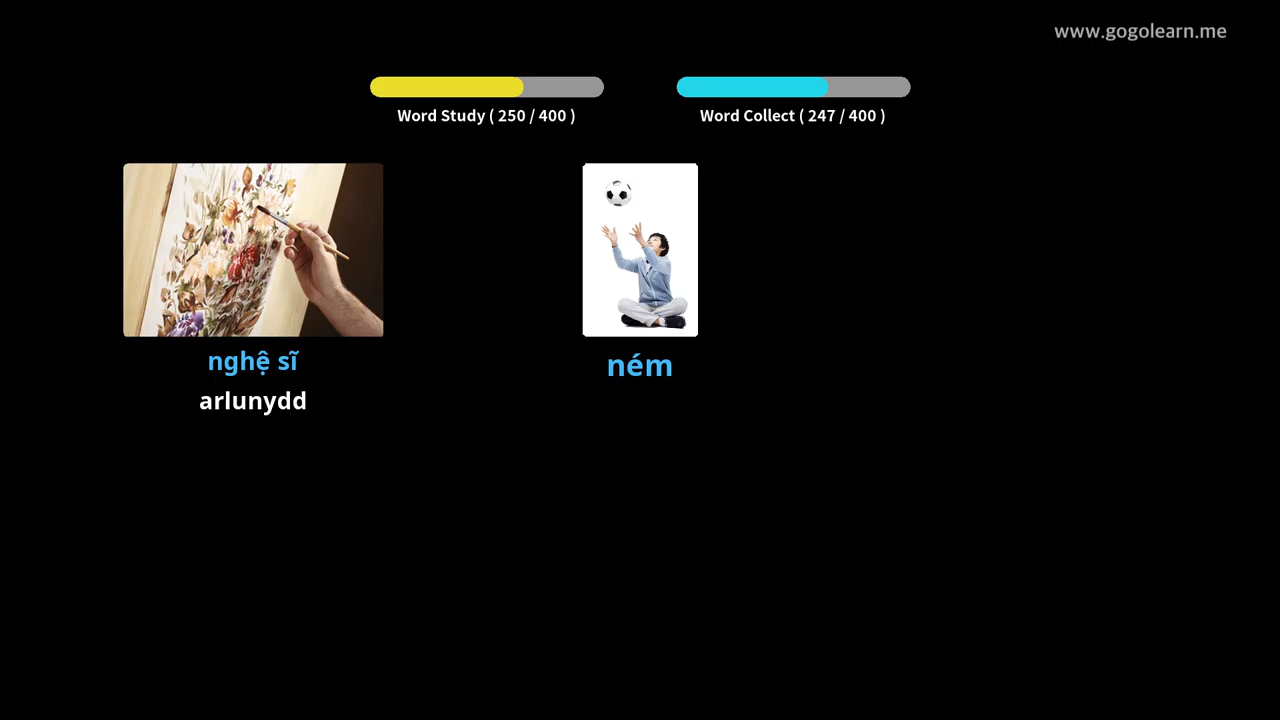 www.gogolearn.me
Word Study ( 250 / 400 )
Word Collect ( 247 / 400 )
nghệ sĩ
arlunydd
ném